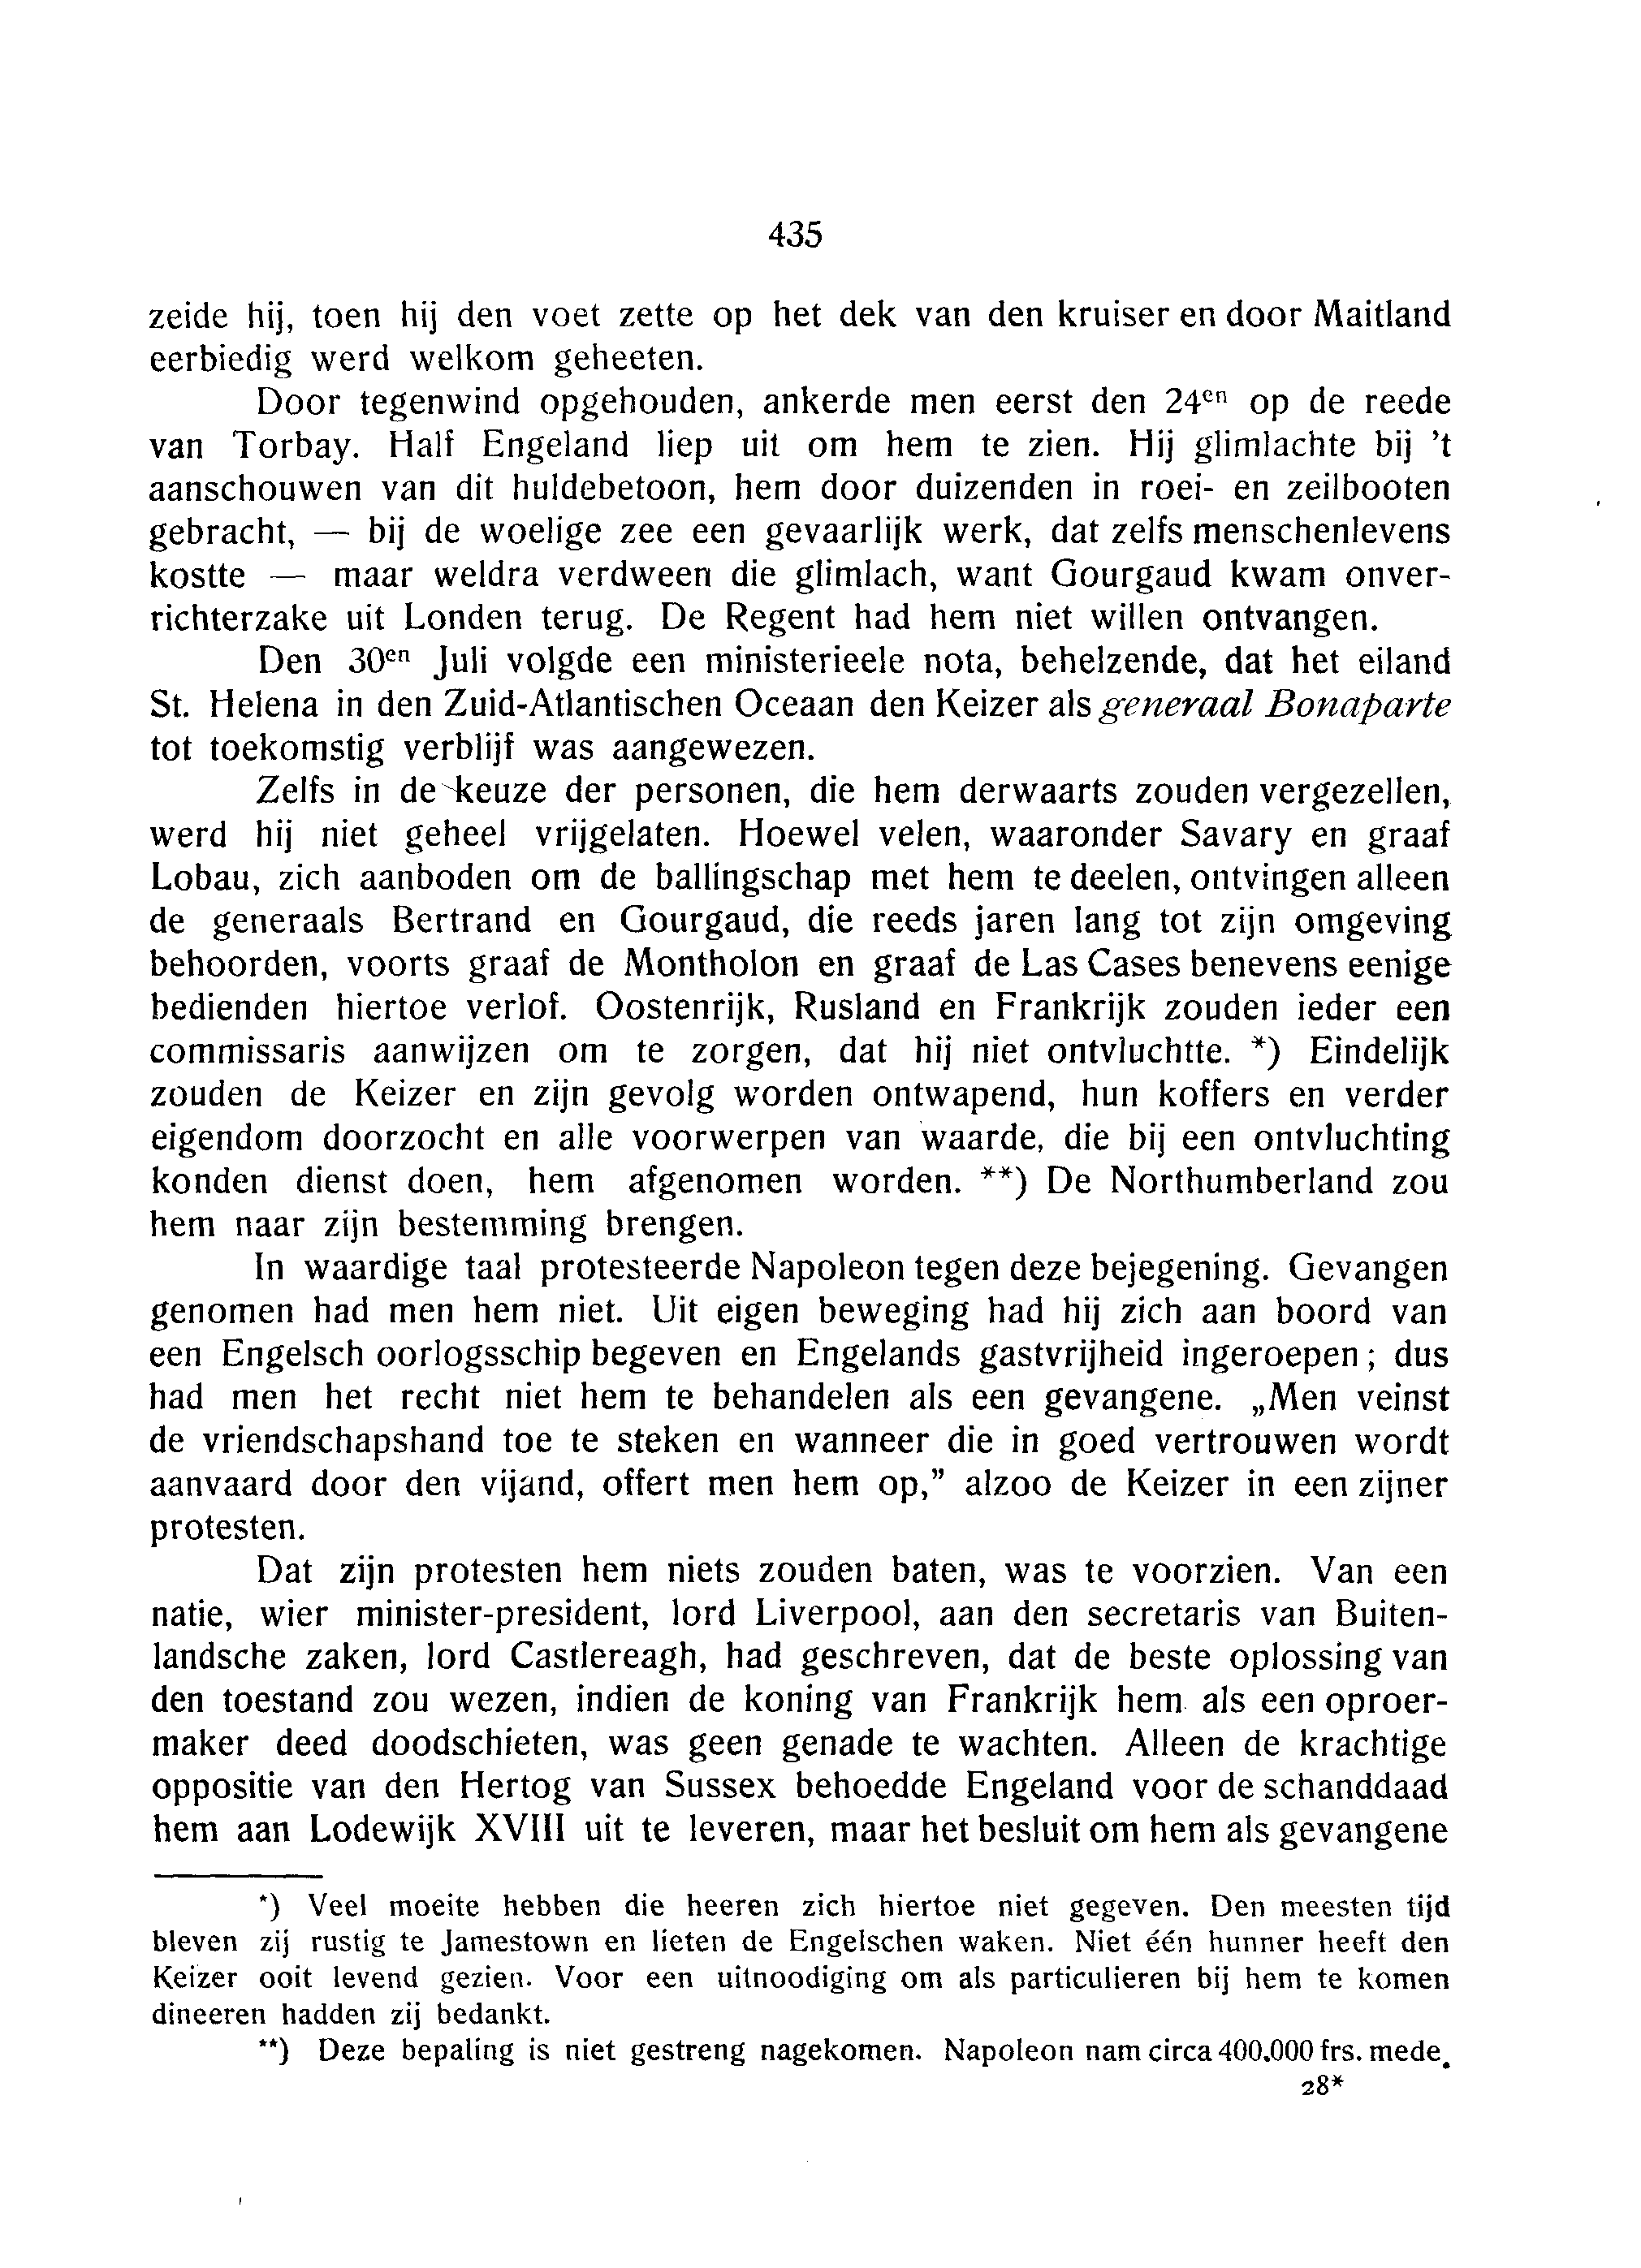 435
zeide hij, toen hij den voet zette op het dek van den kruiser en door Maitland
eerbiedig werd welkom geheeten.
Door tegenwind opgehouden, ankerde men eerst den 24en op de reede
van Torbay. Half Engeland liep uit om hem te zien. Hij glimlachte bij 't
aanschouwen van dit huldebetoon, hem door duizenden in roei- en zeilbooten
gebracht, — bij de woelige zee een gevaarlijk werk, dat zelfs menschenlevens
kostte — maar weldra verdween die glimlach, want Gourgaud kwam onver-
richterzake uit Londen terug. De Regent had hem niet willen ontvangen.
Den 30en Juli volgde een ministerieele nota, behelzende, dat het eiland
St. Helena in den Zuid-Atlantischen Oceaan den Keizer als generaal Bonaparte
tot toekomstig verblijf was aangewezen.
Zelfs in de keuze der personen, die hem derwaarts zouden vergezellen,
werd hij niet geheel vrijgelaten. Hoewel velen, waaronder Savary en graaf
Lobau, zich aanboden om de ballingschap met hem te deelen, ontvingen alleen
de generaals Bertrand en Gourgaud, die reeds jaren lang tot zijn omgeving
behoorden, voorts graaf de Montholon en graaf de Las Cases benevens eenige
bedienden hiertoe verlof. Oostenrijk, Rusland en Frankrijk zouden ieder een
commissaris aanwijzen om te zorgen, dat hij niet ontvluchtte. *) Eindelijk
zouden de Keizer en zijn gevolg worden ontwapend, hun koffers en verder
eigendom doorzocht en alle voorwerpen van waarde, die bij een ontvluchting
konden dienst doen, hem afgenomen worden. **) De Northumberland zou
hem naar zijn bestemming brengen.
In waardige taal protesteerde Napoleon tegen deze bejegening. Gevangen
genomen had men hem niet. Uit eigen beweging had hij zich aan boord van
een Engelsch oorlogsschip begeven en Engelands gastvrijheid ingeroepen; dus
had men het recht niet hem te behandelen als een gevangene. „Men veinst
de vriendschapshand toe te steken en wanneer die in goed vertrouwen wordt
aanvaard door den vijand, offert men hem op,” alzoo de Keizer in een zijner
protesten.
Dat zijn protesten hem niets zouden baten, was te voorzien. Van een
natie, wier minister-president, lord Liverpool, aan den secretaris van Buiten-
landsche zaken, lord Castlereagh, had geschreven, dat de beste oplossing van
den toestand zou wezen, indien de koning van Frankrijk hem als een oproer-
maker deed doodschieten, was geen genade te wachten. Alleen de krachtige
oppositie van den Hertog van Sussex behoedde Engeland voor de schanddaad
hem aan Lodewijk XVIII uit te leveren, maar het besluit om hem als gevangene
*) Veel moeite hebben die heeren zich hiertoe niet gegeven. Den meesten tijd
bleven zij rustig te Jamestown en lieten de Engelschen waken. Niet één hunner heeft den
Keizer ooit levend gezien. Voor een uitnoodiging om als particulieren bij hem te komen
dineeren hadden zij bedankt.
**) Deze bepaling is niet gestreng nagekomen. Napoleon nam circa 400.000 frs. mede.
28*